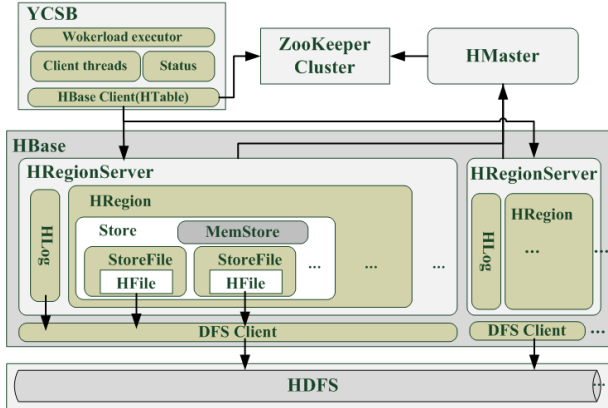 YCSB
Wokerload executor
Client threads
Status
HBase Client(HTable)
ZooKeeper
Cluster
HMaster
HBase
HRegionServer
HLog
HRegion
Store
MemStore
StoreFile
HFile
StoreFile
HFile
...
...
...
DFS Client
HRegionServer
HLog
HRegion
...
...
...
DFS Client
...
HDFS
...